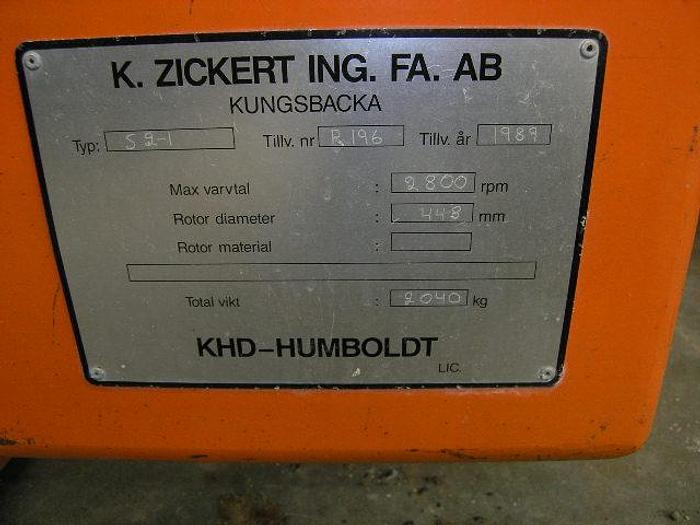 K. ZICKERT ING. FA. AB
KUNGSBACKA
Typ: S2-1 Tillv. nr R196 Tillv. år 1989
Max varvtal : 2800 rpm
Rotor diameter : 448 mm
Rotor material :
Total vikt : 2040 kg
KHD-HUMBOLDT
LIC.